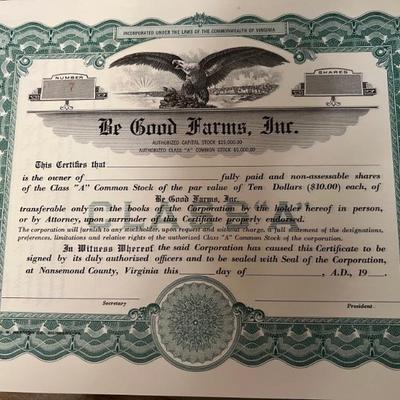 INCORPORATED UNDER THE LAWS OF THE COMMONWEALTH OF VIRGINIA
NUMBER
7
SHARES
Be Good Farms, Inc.
AUTHORIZED CAPITAL STOCK $25,000.00
AUTHORIZED CLASS "A" COMMON STOCK $5,000.00
This Certifies that
is the owner of fully paid and non-assessable shares
of the Class "A" Common Stock of the par value of Ten Dollars ($10.00) each, of
Be Good Farms, Inc.
CLASS "A"
transferable only on the books of the Corporation by the holder hereof in person
or by Attorney, upon surrender of this Certificate properly endorsed.
The corporation will furnish to any stockholder, upon request and without charge, a full statement of the designations,
preferences, limitations and relative rights of the authorized Class "A" Common Stock of the corporation.
In Witness Whereof the said Corporation has caused this Certificate to be
signed by its duly authorized officers and to be sealed with Seal of the Corporation,
at Nansemond County, Virginia this day of , A.D., 19 .
Secretary
President